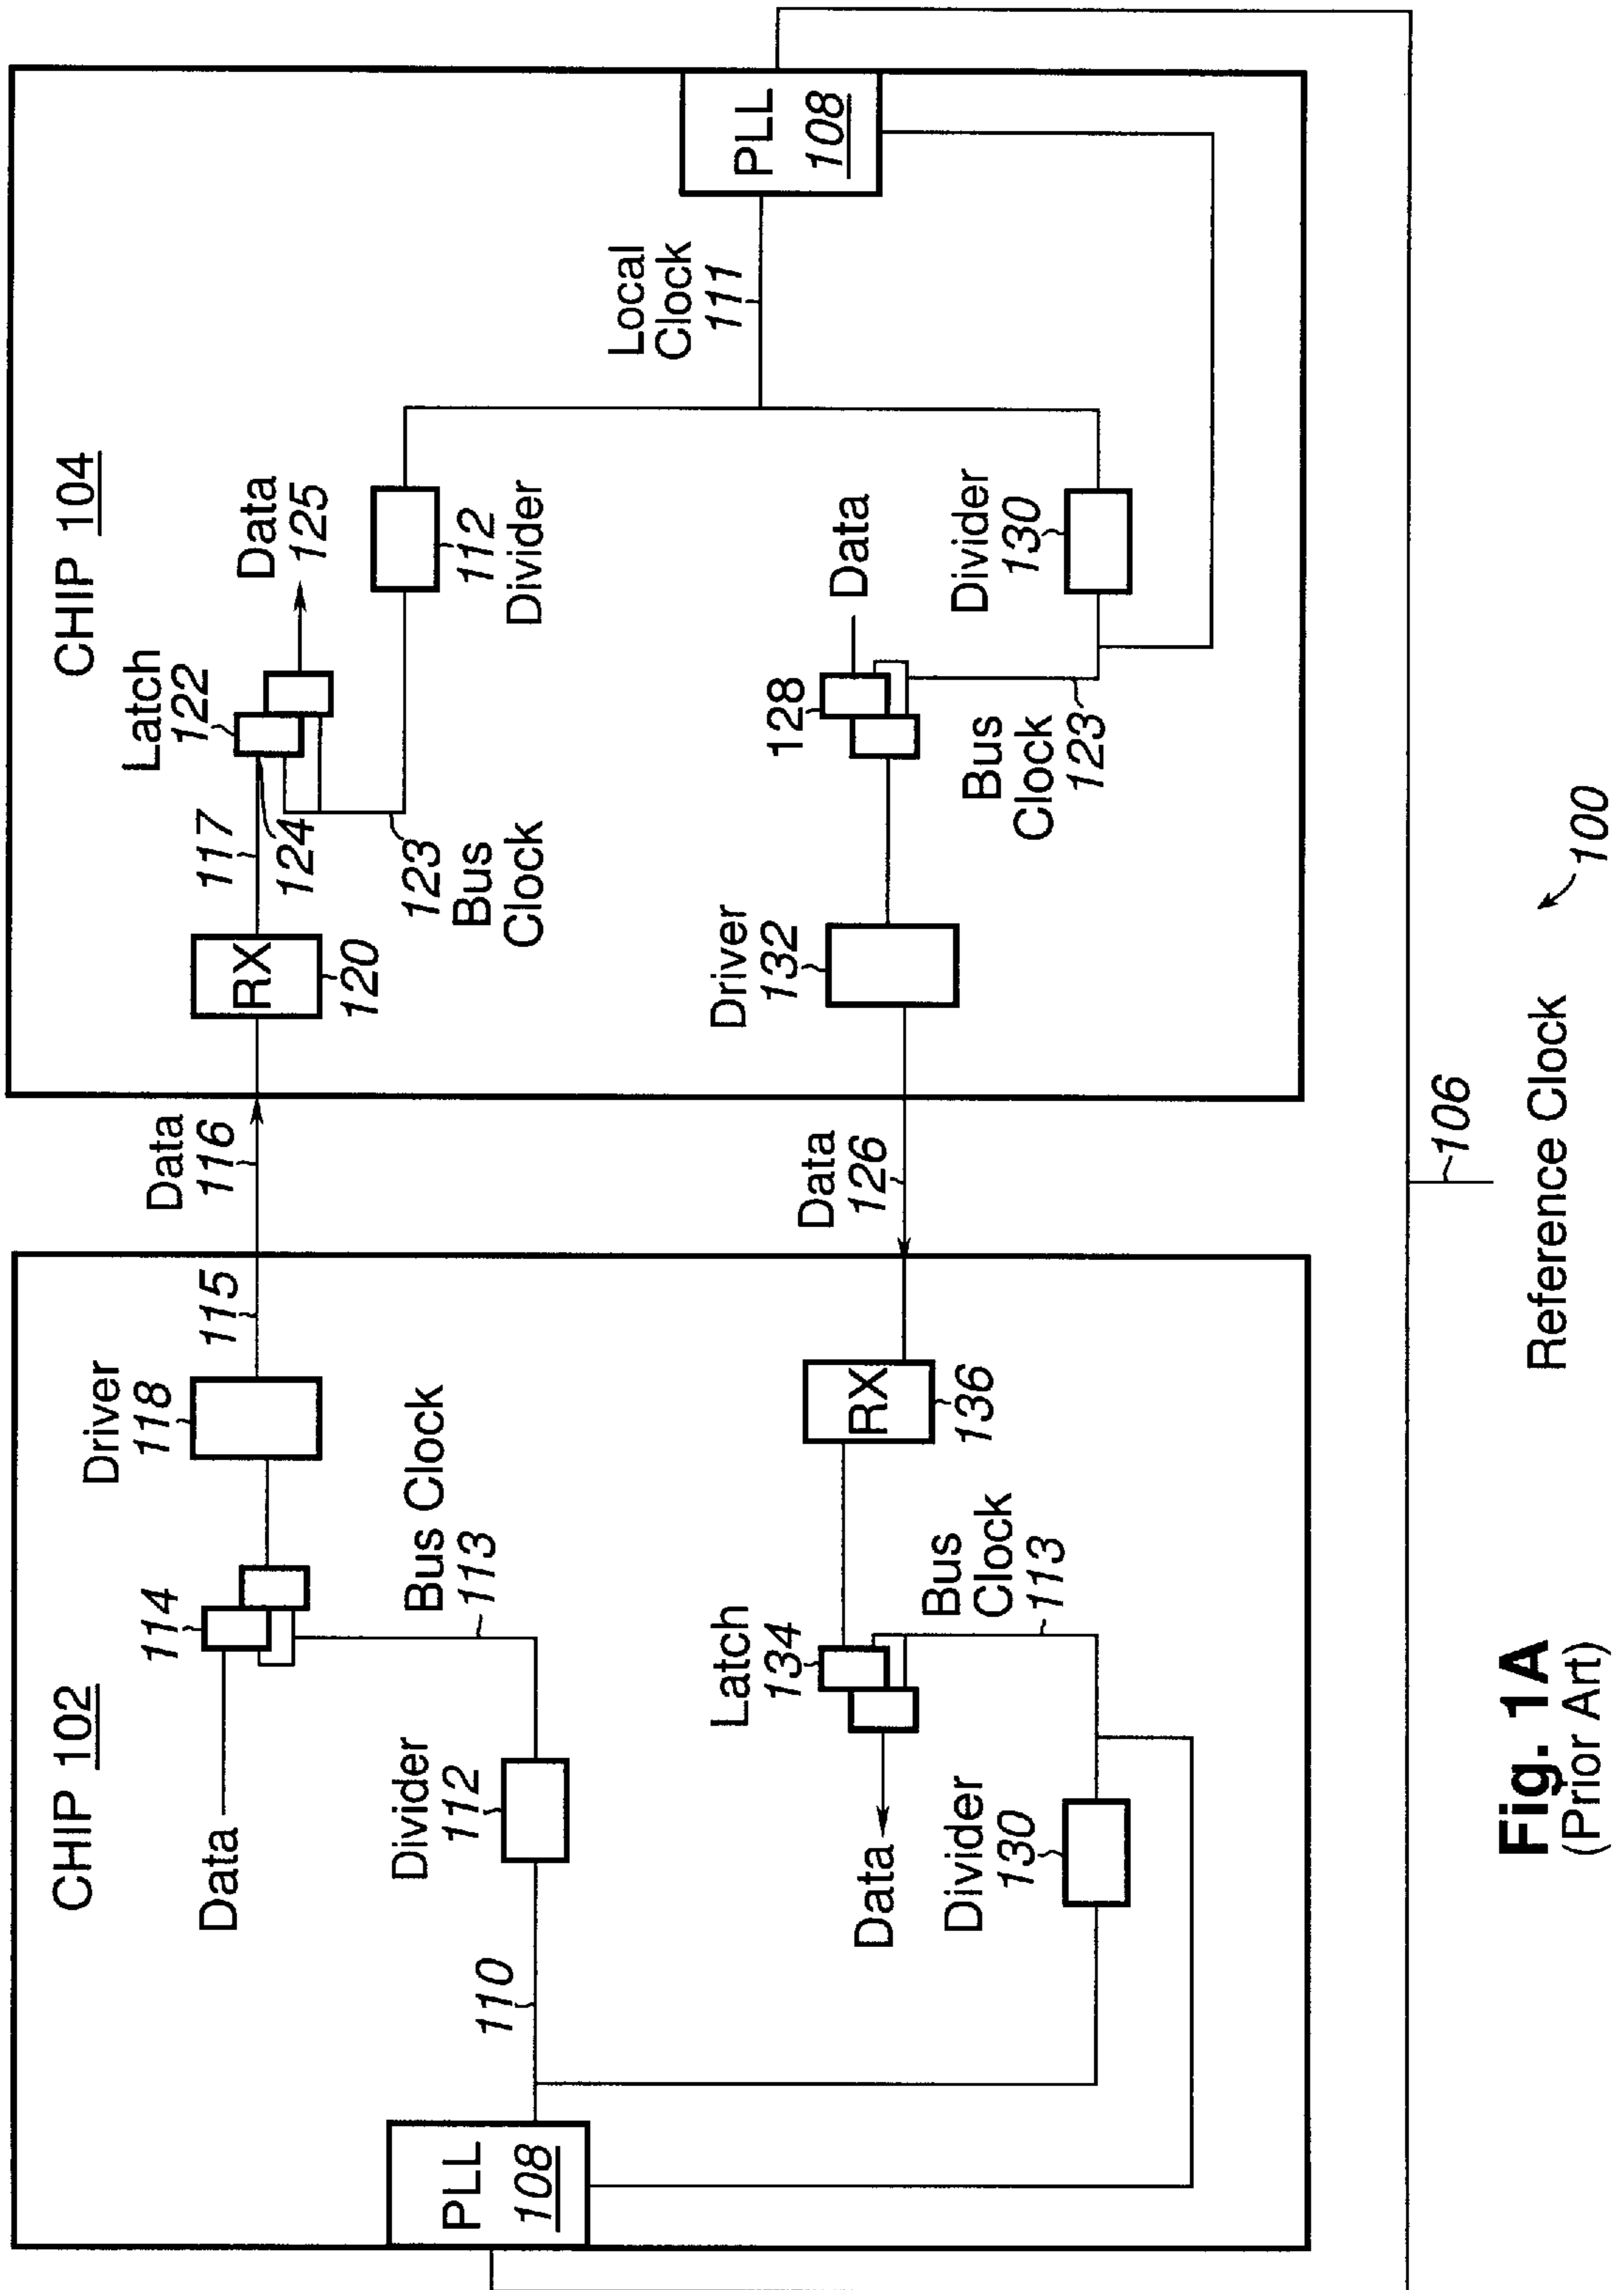 CHIP 102
Data
114
Driver
118
115
Divider
112
Bus Clock
113
110
PLL
108
Latch
134
RX
136
Data
Bus
Clock
113
Divider
130
Data
116
Data
126
CHIP 104
RX
120
117
124
Latch
122
Data
125
123
Bus
Clock
112
Divider
Local
Clock
111
PLL
108
Driver
132
128
Data
Bus
Clock
123
Divider
130
106
Reference Clock
100
Fig. 1A
(Prior Art)